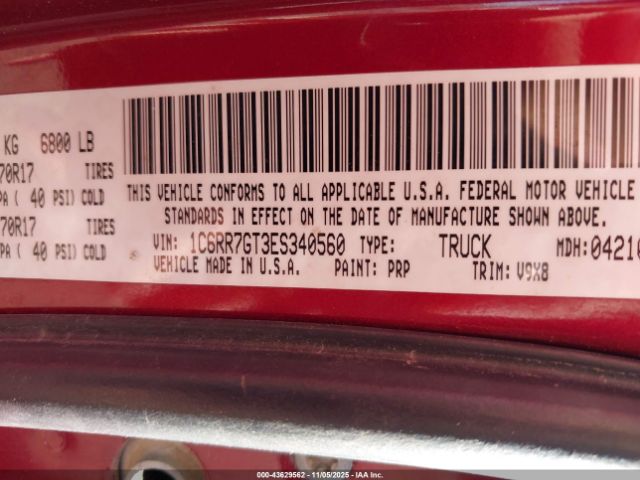 KG 6800 LB
70R17 TIRES
PA ( 40 PSI) COLD
70R17 TIRES
PA ( 40 PSI) COLD
THIS VEHICLE CONFORMS TO ALL APPLICABLE U.S.A. FEDERAL MOTOR VEHICLE
STANDARDS IN EFFECT ON THE DATE OF MANUFACTURE SHOWN ABOVE.
VIN: 1C6RR7GT3ES340560 TYPE: TRUCK MDH: 04210
VEHICLE MADE IN U.S.A. PAINT: PRP TRIM: V9X8
000-43629562 - 11/05/2025 - IAA Inc.